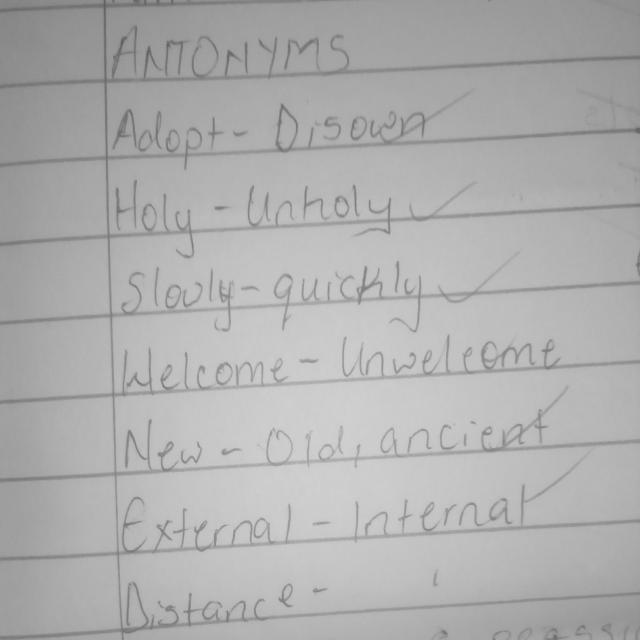 ANTONYMS
Adopt - Disown
Holy - Unholy
Slowly - quickly
Welcome - Unwelcome
New - Old, ancient
External - Internal
Distance -